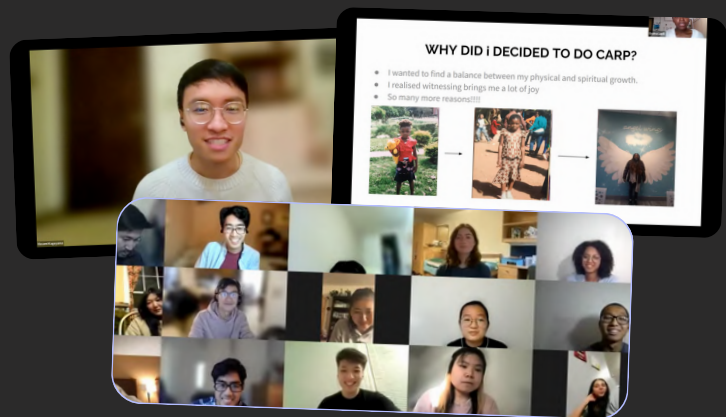 WHY DID i DECIDED TO DO CARP?
I wanted to find a balance between my physical and spiritual growth.
I realised witnessing brings me a lot of joy
So many more reasons!!!!